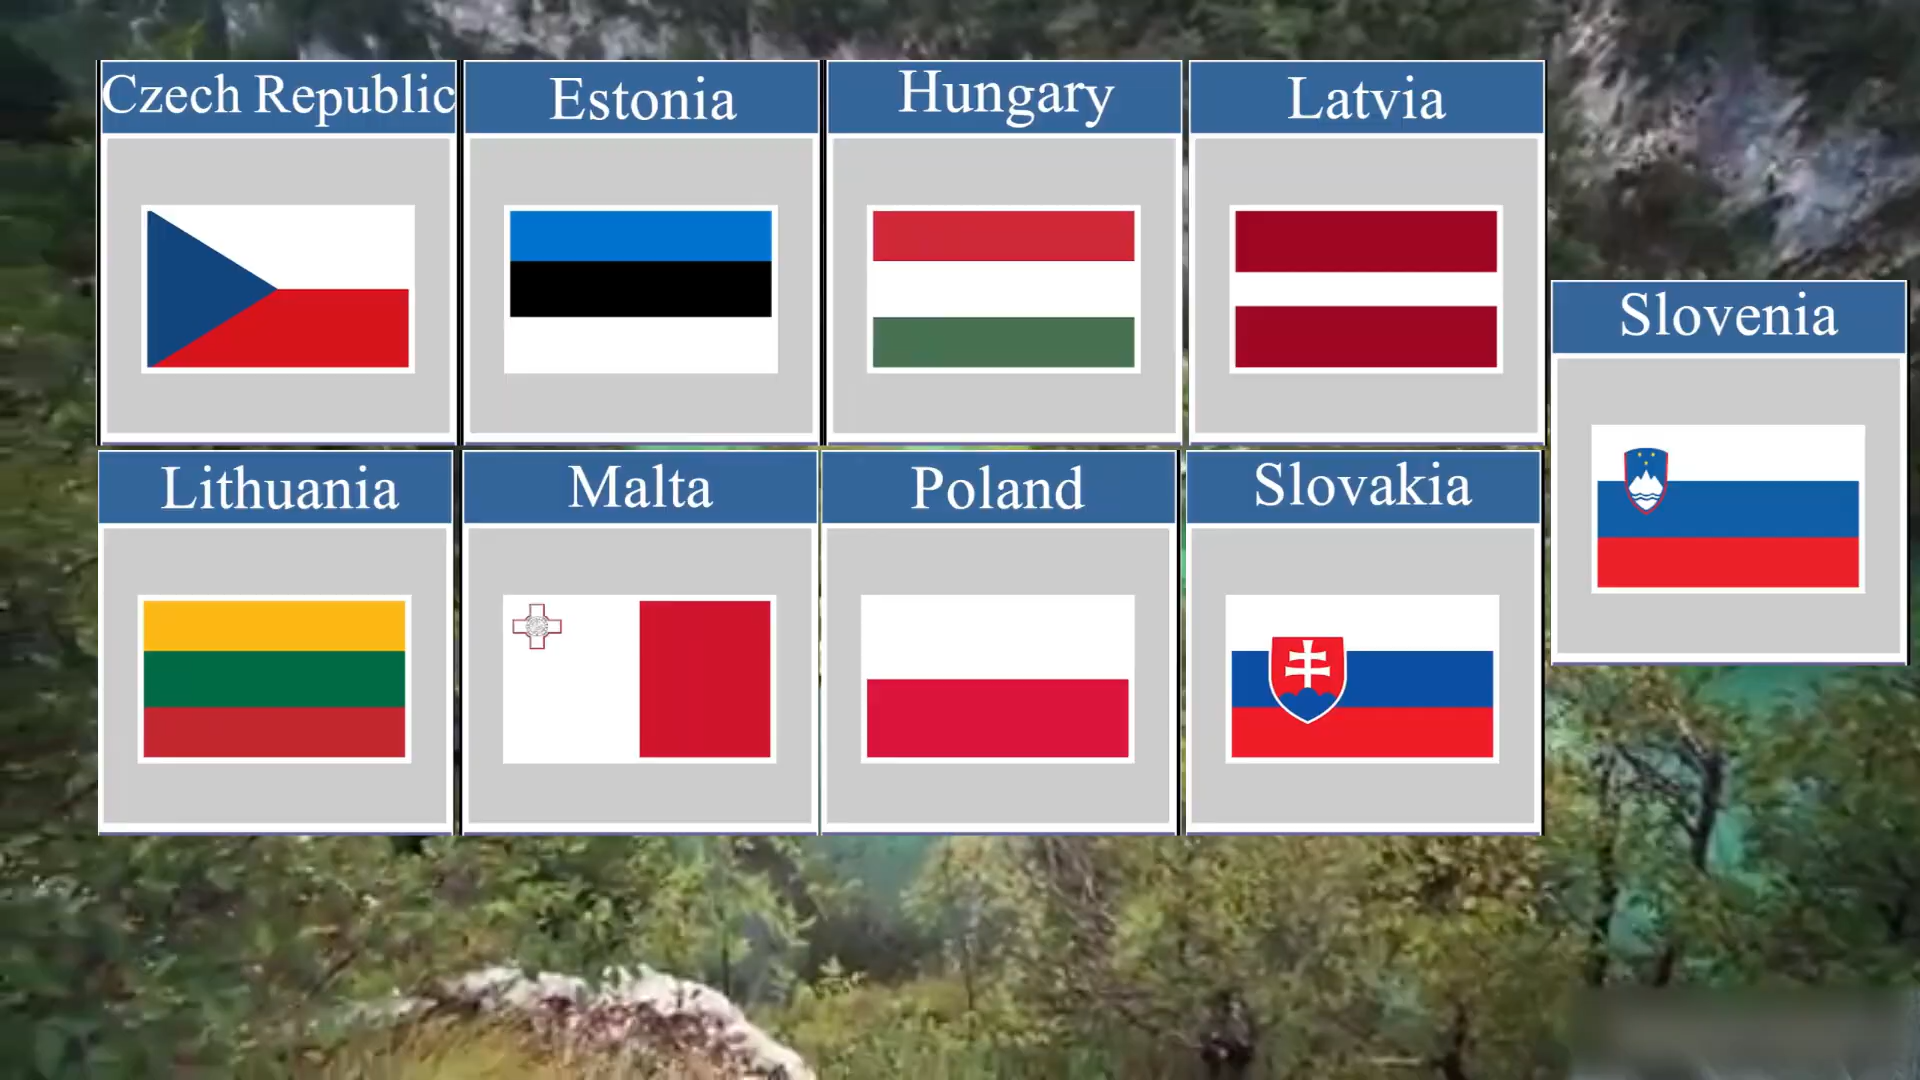 Czech Republic
Estonia
Hungary
Latvia
Slovenia
Lithuania
Malta
Poland
Slovakia